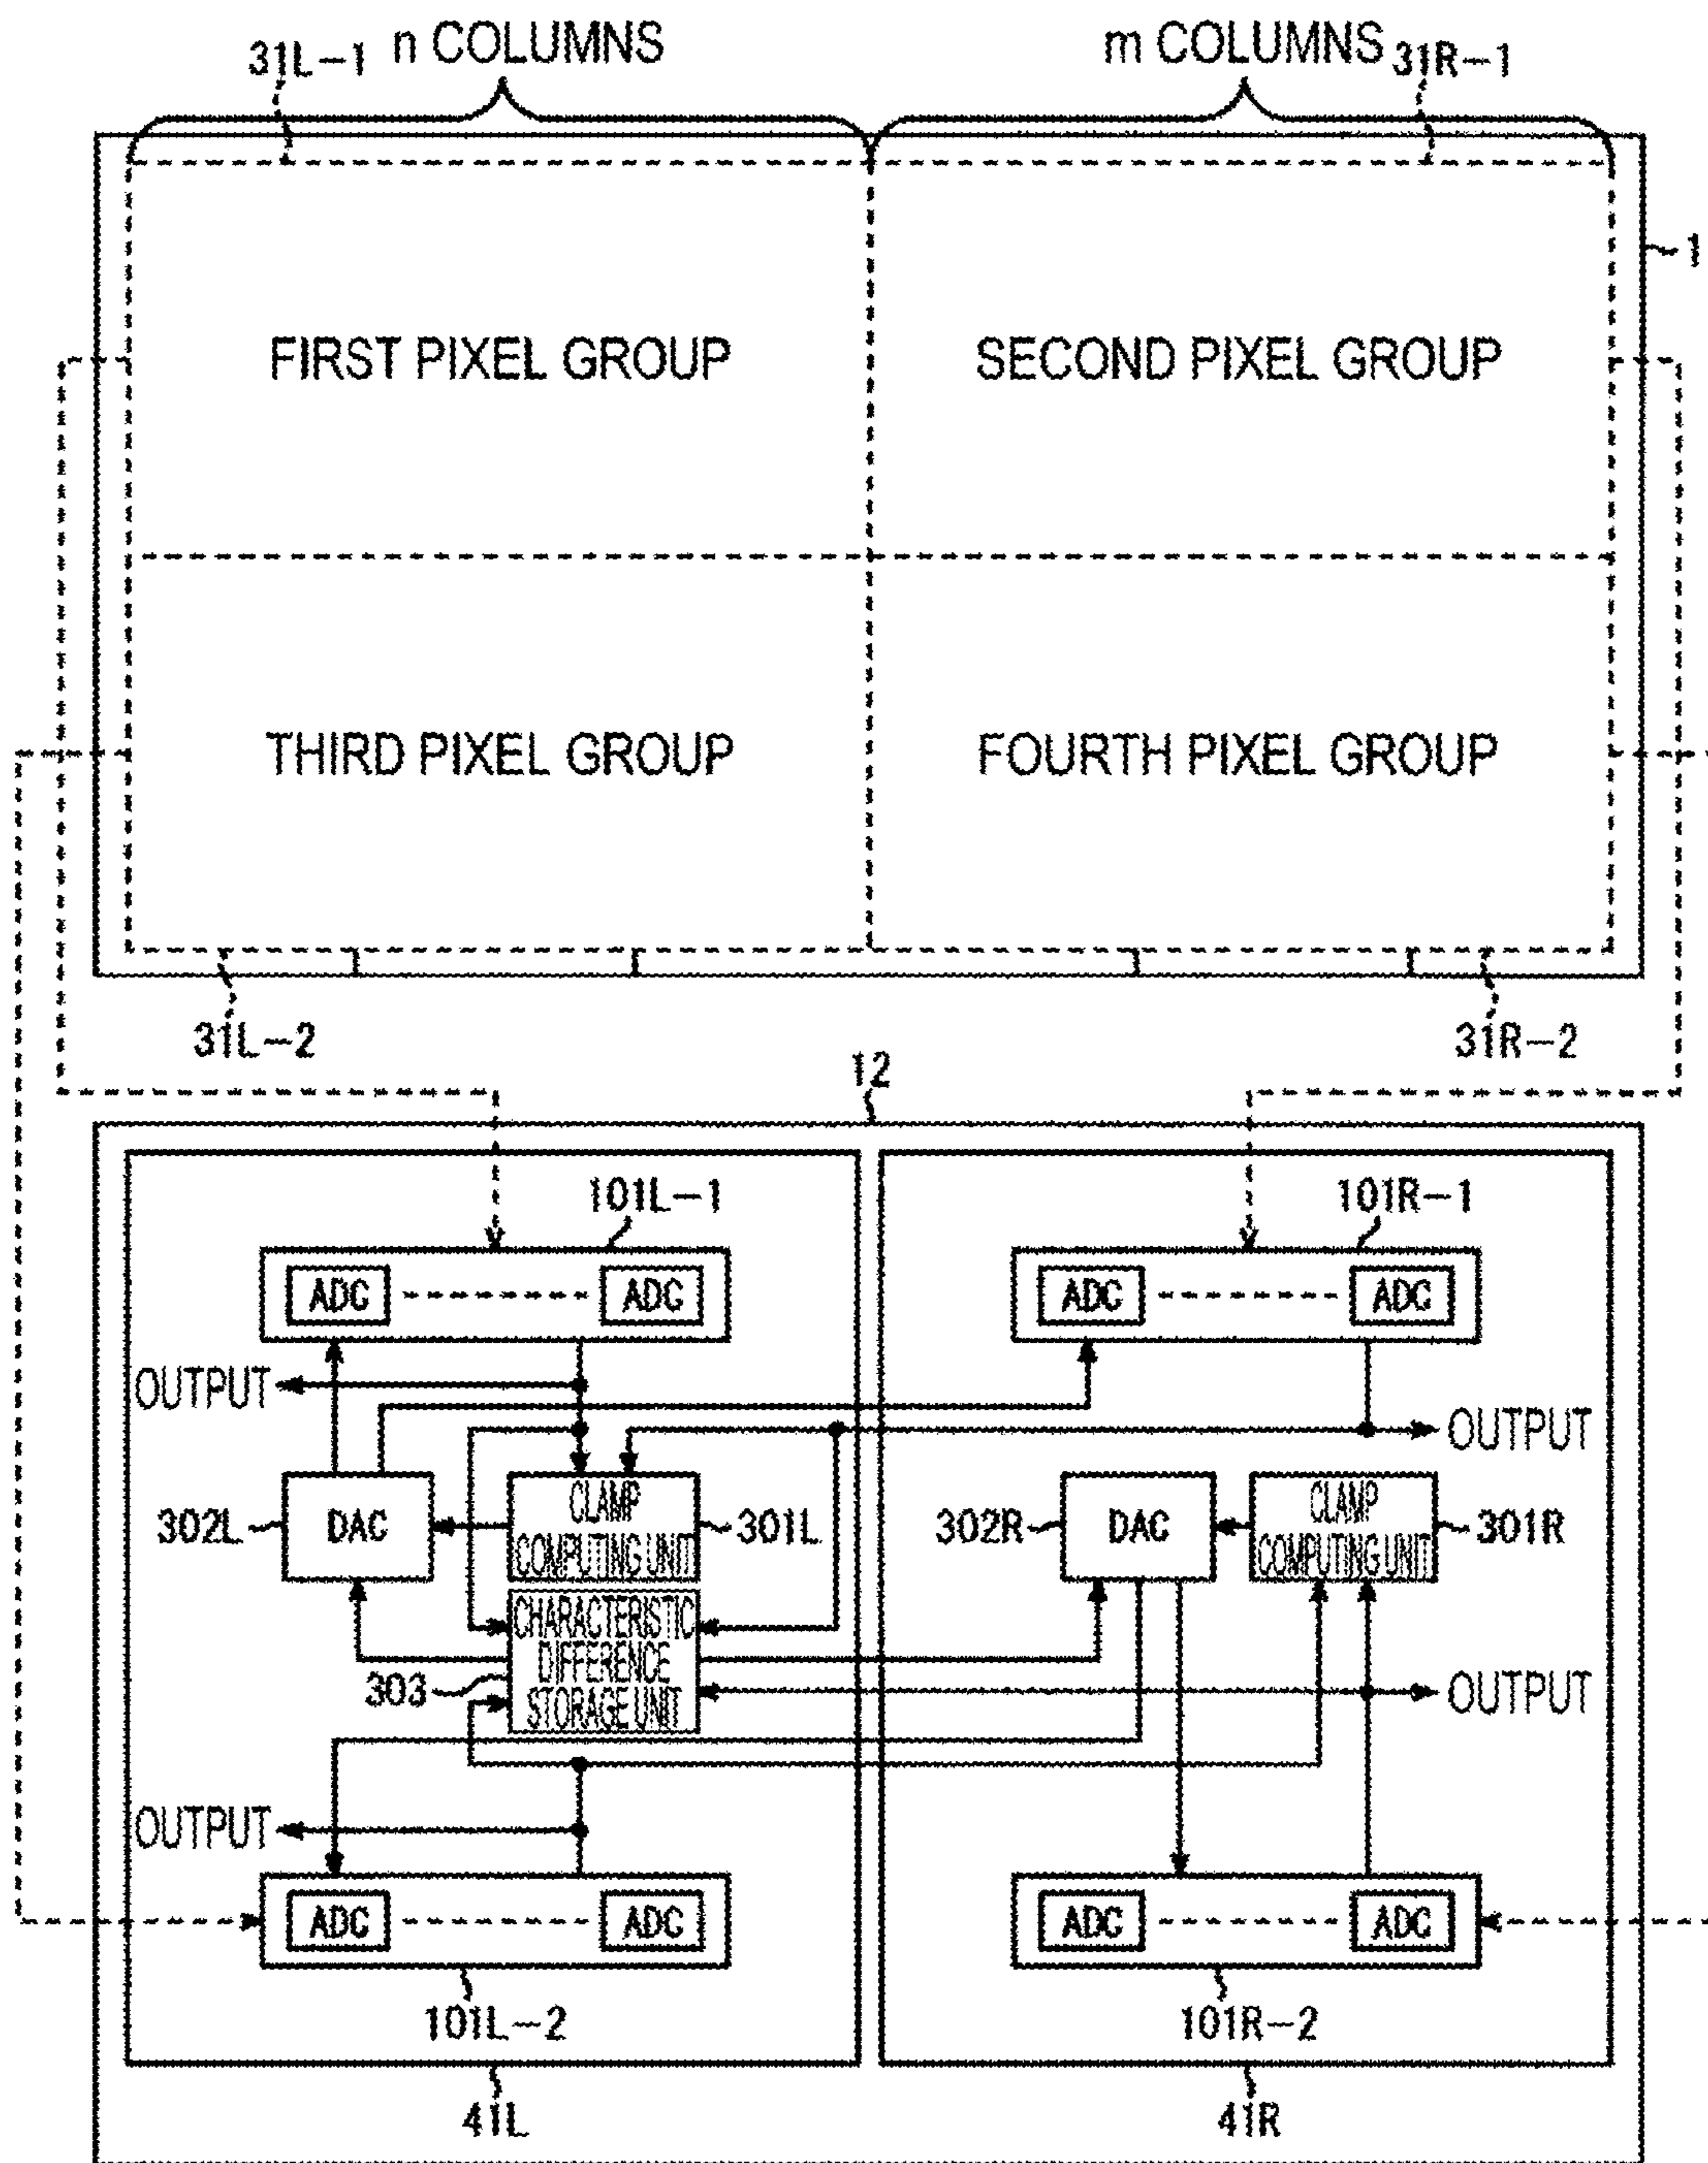 n COLUMNS
m COLUMNS
31L-1
31R-1
1
FIRST PIXEL GROUP
SECOND PIXEL GROUP
THIRD PIXEL GROUP
FOURTH PIXEL GROUP
31L-2
31R-2
12
101L-1
101R-1
ADC
ADC
ADC
ADC
OUTPUT
OUTPUT
302L
DAC
CLAMP
COMPUTING UNIT
301L
302R
DAC
CLAMP
COMPUTING UNIT
301R
303
CHARACTERISTIC
DIFFERENCE
STORAGE UNIT
OUTPUT
OUTPUT
ADC
ADC
ADC
ADC
101L-2
101R-2
41L
41R